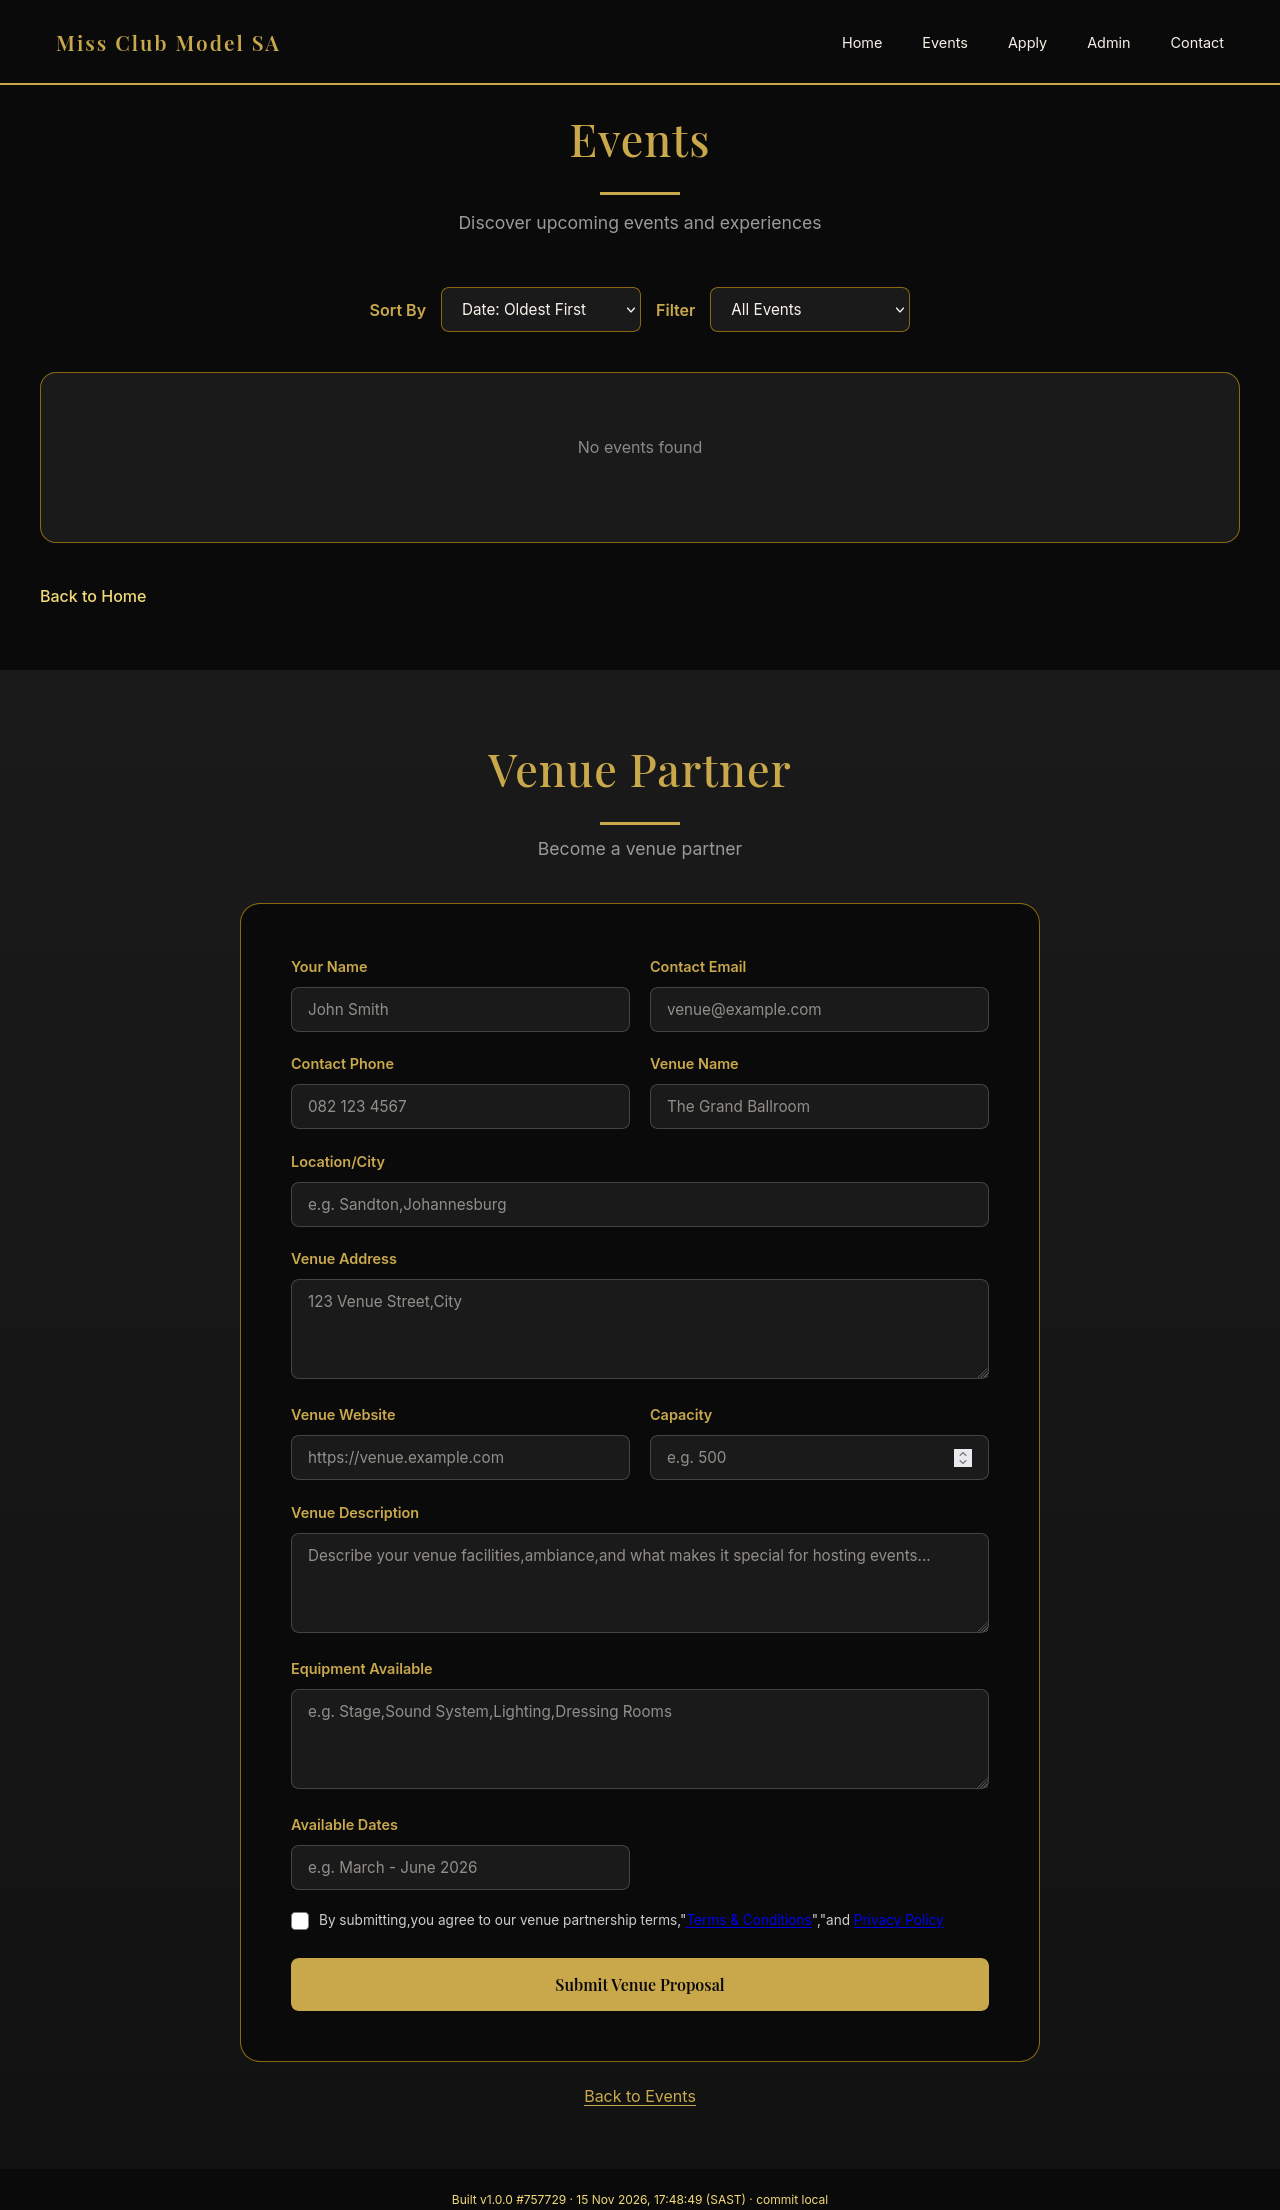 Miss Club Model SA
Home Events Apply Admin Contact
Events
Discover upcoming events and experiences
Sort By Date: Oldest First Filter All Events
No events found
Back to Home
Venue Partner
Become a venue partner
Your Name Contact Email
John Smith venue@example.com
Contact Phone Venue Name
082 123 4567 The Grand Ballroom
Location/City
e.g. Sandton,Johannesburg
Venue Address
123 Venue Street,City
Venue Website Capacity
https://venue.example.com e.g. 500
Venue Description
Describe your venue facilities,ambiance,and what makes it special for hosting events...
Equipment Available
e.g. Stage,Sound System,Lighting,Dressing Rooms
Available Dates
e.g. March - June 2026
By submitting,you agree to our venue partnership terms,"Terms & Conditions","and Privacy Policy
Submit Venue Proposal
Back to Events
Built v1.0.0 #757729 · 15 Nov 2026, 17:48:49 (SAST) · commit local